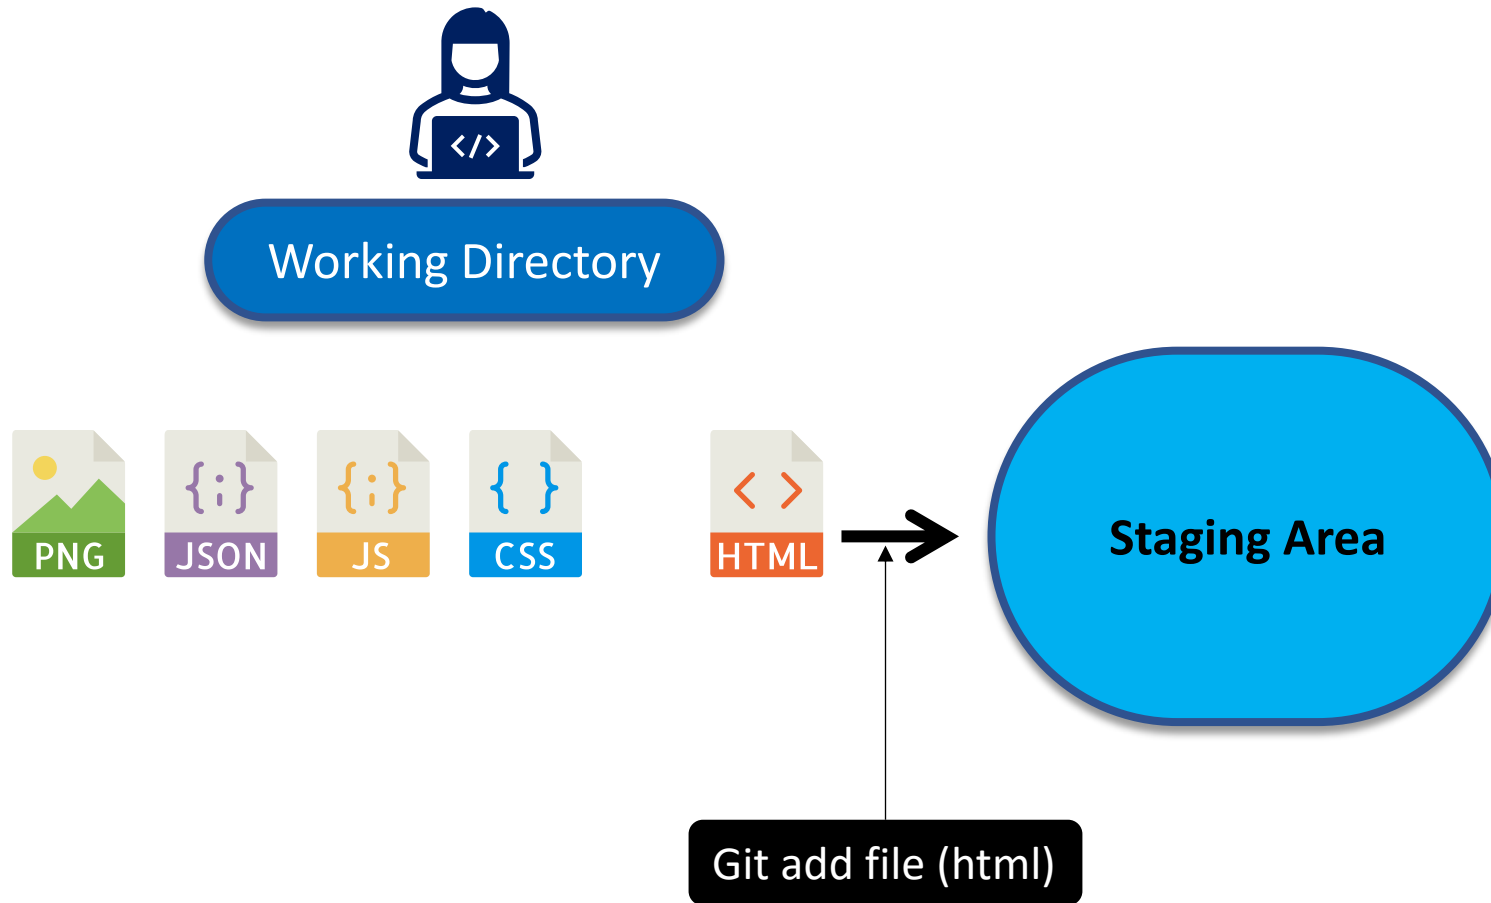 </>
Working Directory
{;} {;} { } < >
PNG JSON JS CSS HTML
Staging Area
Git add file (html)